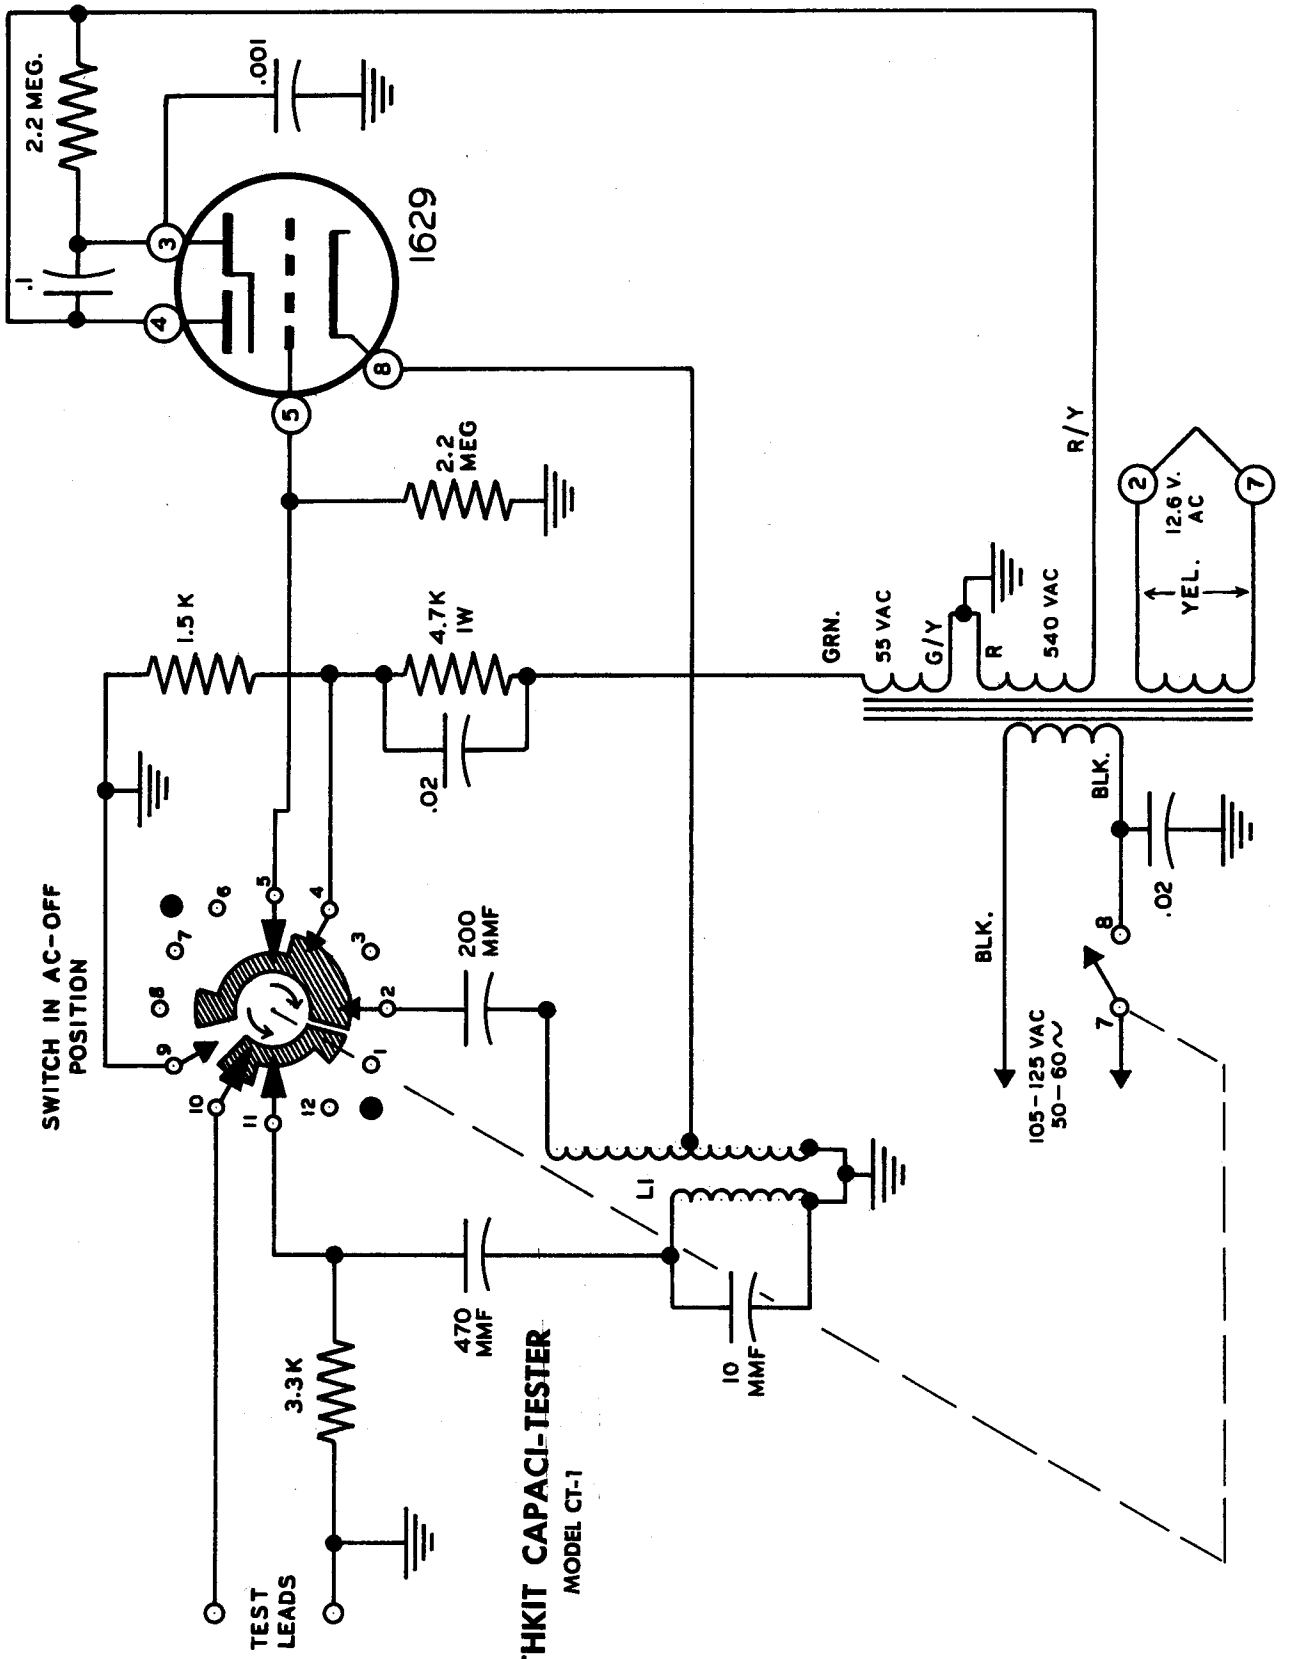 SWITCH IN AC-OFF
POSITION
TEST
LEADS
3.3K
470
MMF
10
MMF
L1
200
MMF
1
2
3
4
5
6
7
8
9
10
11
12
1.5K
4.7K
1W
.02
2.2
MEG
.1
2.2 MEG.
.001
3
4
5
8
1629
GRN.
55 VAC
G/Y
R
540 VAC
R/Y
12.6 V.
AC
YEL.
2
7
BLK.
BLK.
.02
8
7
105-125 VAC
50-60~
THKIT CAPACI-TESTER
MODEL CT-1